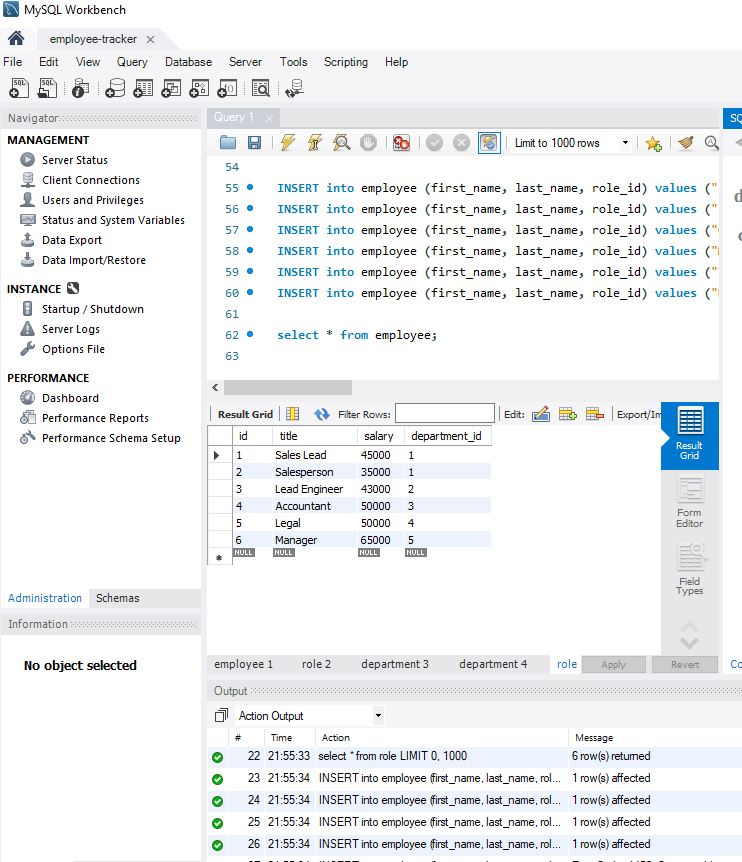 MySQL Workbench
employee-tracker
File Edit View Query Database Server Tools Scripting Help
Navigator
MANAGEMENT
Server Status
Client Connections
Users and Privileges
Status and System Variables
Data Export
Data Import/Restore
INSTANCE
Startup / Shutdown
Server Logs
Options File
PERFORMANCE
Dashboard
Performance Reports
Performance Schema Setup
Administration Schemas
Information
No object selected
Query 1
Limit to 1000 rows
54
55 INSERT into employee (first_name, last_name, role_id) values ("
56 INSERT into employee (first_name, last_name, role_id) values ("
57 INSERT into employee (first_name, last_name, role_id) values ("
58 INSERT into employee (first_name, last_name, role_id) values ("
59 INSERT into employee (first_name, last_name, role_id) values ("
60 INSERT into employee (first_name, last_name, role_id) values ("
61
62 select * from employee;
63
Result Grid Filter Rows: Edit: Export/Im
id title salary department_id
1 Sales Lead 45000 1
2 Salesperson 35000 1
3 Lead Engineer 43000 2
4 Accountant 50000 3
5 Legal 50000 4
6 Manager 65000 5
NULL NULL NULL NULL
Result
Grid
Form
Editor
Field
Types
employee 1 role 2 department 3 department 4 role Apply Revert
Output
Action Output
# Time Action Message
22 21:55:33 select * from role LIMIT 0, 1000 6 row(s) returned
23 21:55:34 INSERT into employee (first_name, last_name, rol... 1 row(s) affected
24 21:55:34 INSERT into employee (first_name, last_name, rol... 1 row(s) affected
25 21:55:34 INSERT into employee (first_name, last_name, rol... 1 row(s) affected
26 21:55:34 INSERT into employee (first_name, last_name, rol... 1 row(s) affected